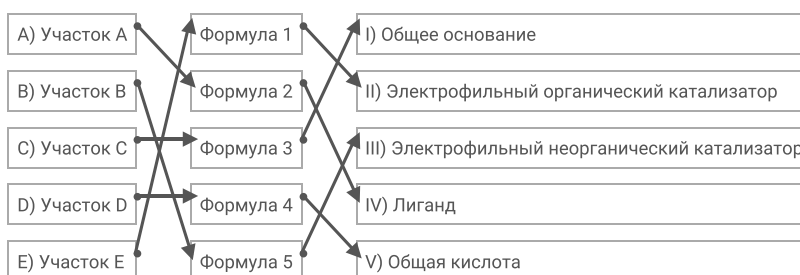 A) Участок A
Формула 1
I) Общее основание
B) Участок B
Формула 2
II) Электрофильный органический катализатор
C) Участок C
Формула 3
III) Электрофильный неорганический катализатор
D) Участок D
Формула 4
IV) Лиганд
E) Участок E
Формула 5
V) Общая кислота